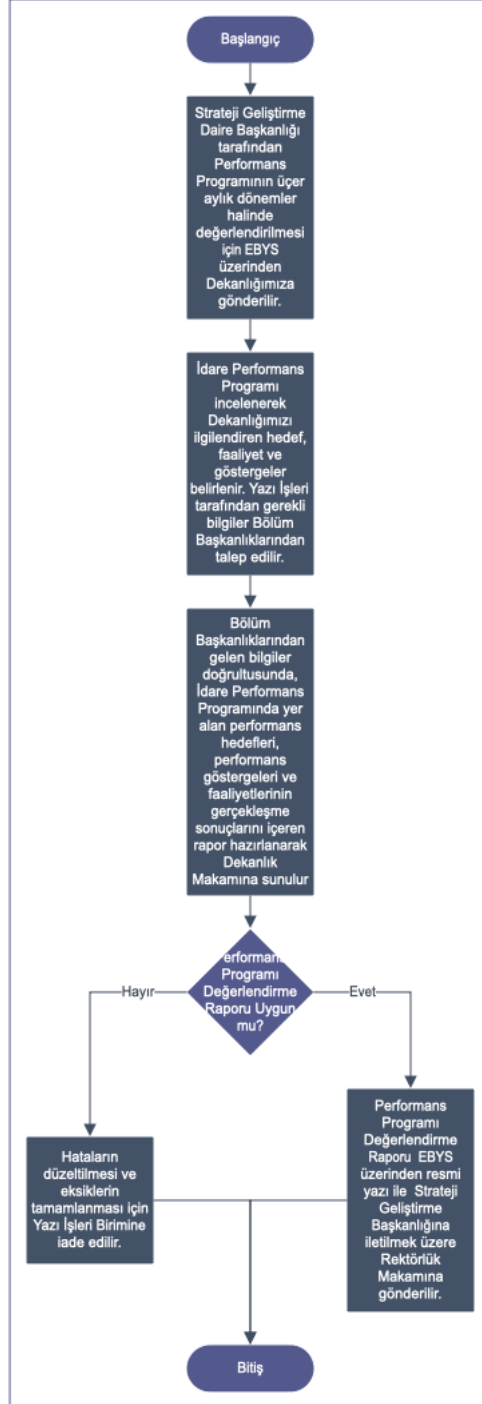 Başlangıç
Strateji Geliştirme
Daire Başkanlığı
tarafından
Performans
Programının üçer
aylık dönemler
halinde
değerlendirilmesi
için EBYS
üzerinden
Dekanlığımıza
gönderilir.
İdare Performans
Programı
incelenerek
Dekanlığımızı
ilgilendiren hedef,
faaliyet ve
göstergeler
belirlenir. Yazı İşleri
tarafından gerekli
bilgiler Bölüm
Başkanlıklarından
talep edilir.
Bölüm
Başkanlıklarından
gelen bilgiler
doğrultusunda,
İdare Performans
Programında yer
alan performans
hedefleri,
performans
göstergeleri ve
faaliyetlerinin
gerçekleşme
sonuçlarını içeren
rapor hazırlanarak
Dekanlık
Makamına sunulur
Performans
Programı
Değerlendirme
Raporu Uygun
mu?
Hayır
Evet
Hataların
düzeltilmesi ve
eksiklerin
tamamlanması için
Yazı İşleri Birimine
iade edilir.
Performans
Programı
Değerlendirme
Raporu EBYS
üzerinden resmi
yazı ile Strateji
Geliştirme
Başkanlığına
iletilmek üzere
Rektörlük
Makamına
gönderilir.
Bitiş